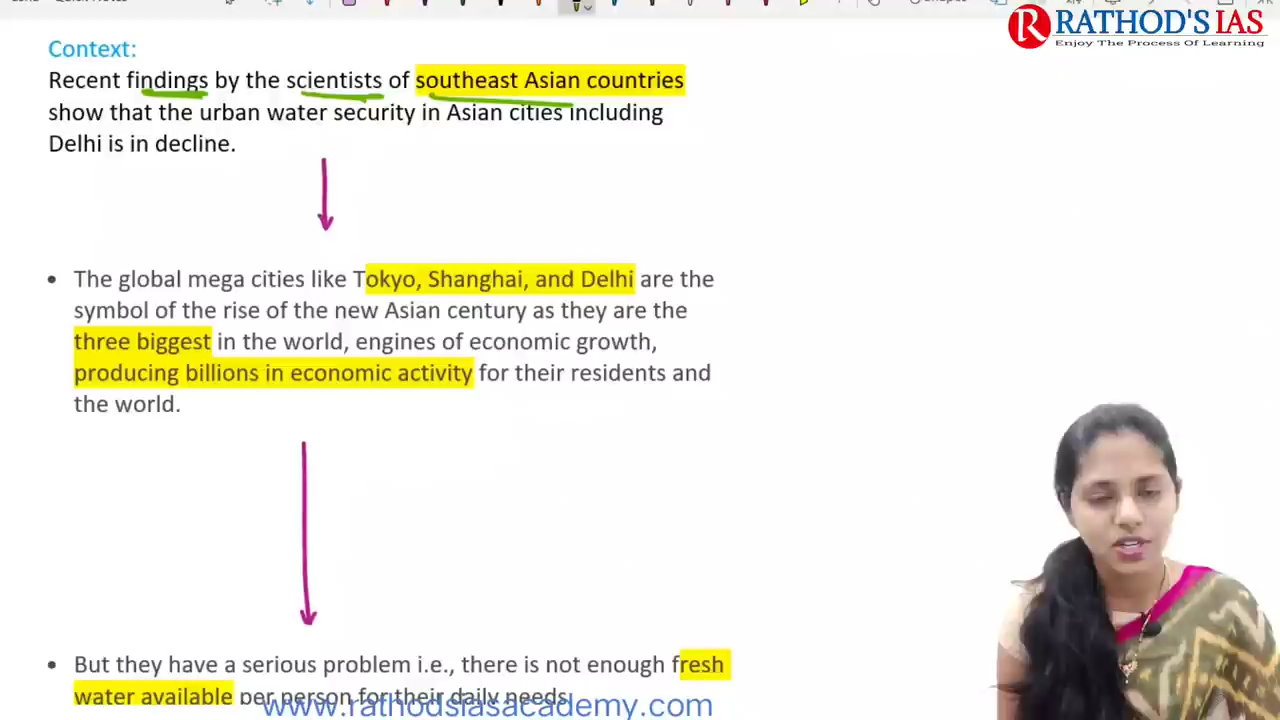 RATHOD'S IAS
Enjoy The Process Of Learning
Context:
Recent findings by the scientists of southeast Asian countries
show that the urban water security in Asian cities including
Delhi is in decline.
• The global mega cities like Tokyo, Shanghai, and Delhi are the
symbol of the rise of the new Asian century as they are the
three biggest in the world, engines of economic growth,
producing billions in economic activity for their residents and
the world.
• But they have a serious problem i.e., there is not enough fresh
water available per person for their daily needs.
www.rathodsiasacademy.com